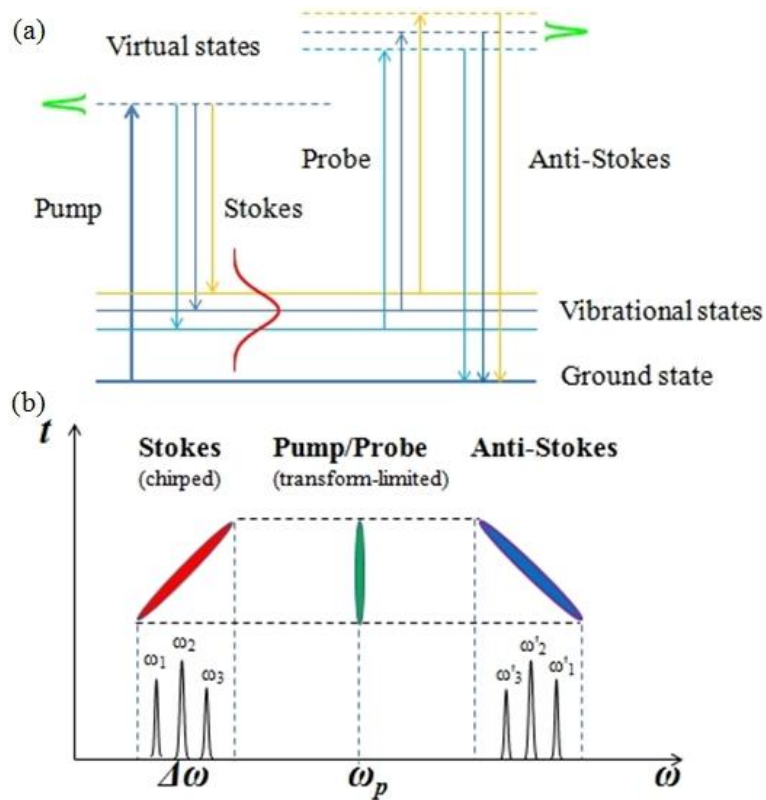 (a)
Virtual states
Probe
Anti-Stokes
Pump
Stokes
Vibrational states
Ground state
(b)
t
Stokes
(chirped)
Pump/Probe
(transform-limited)
Anti-Stokes
ω1
ω2
ω3
ω'3
ω'2
ω'1
Δω
ωp
ω